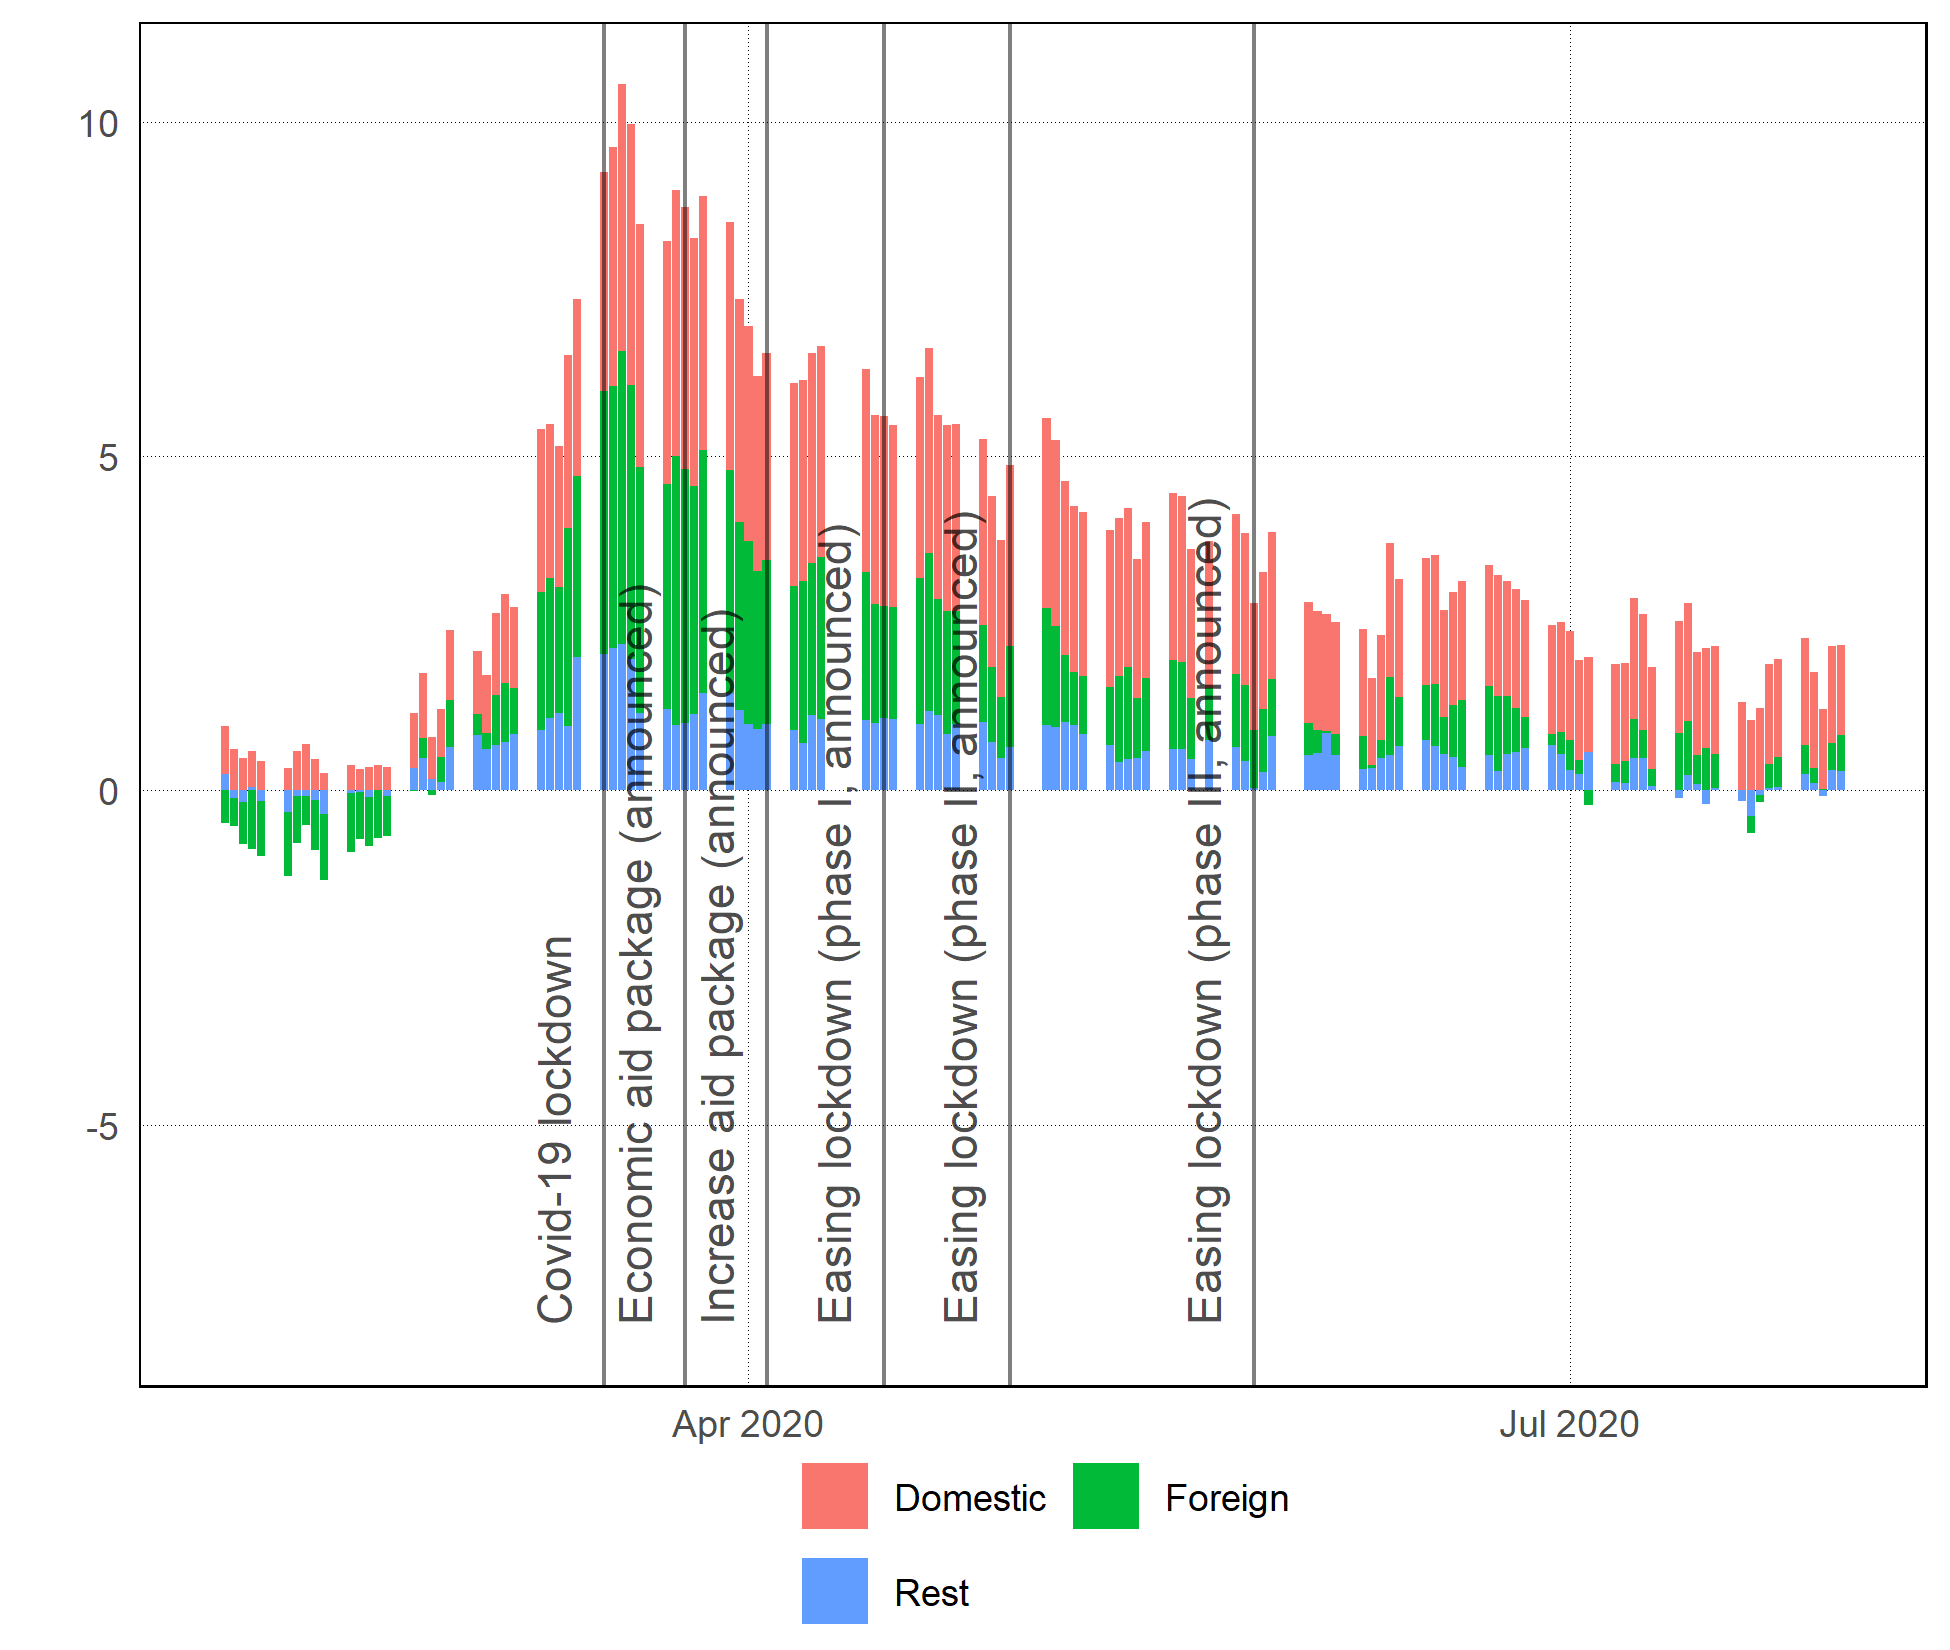 10
5
0
-5
Covid-19 lockdown
Economic aid package (announced)
Increase aid package (announced)
Easing lockdown (phase I, announced)
Easing lockdown (phase II, announced)
Easing lockdown (phase III, announced)
Apr 2020
Jul 2020
Domestic
Foreign
Rest